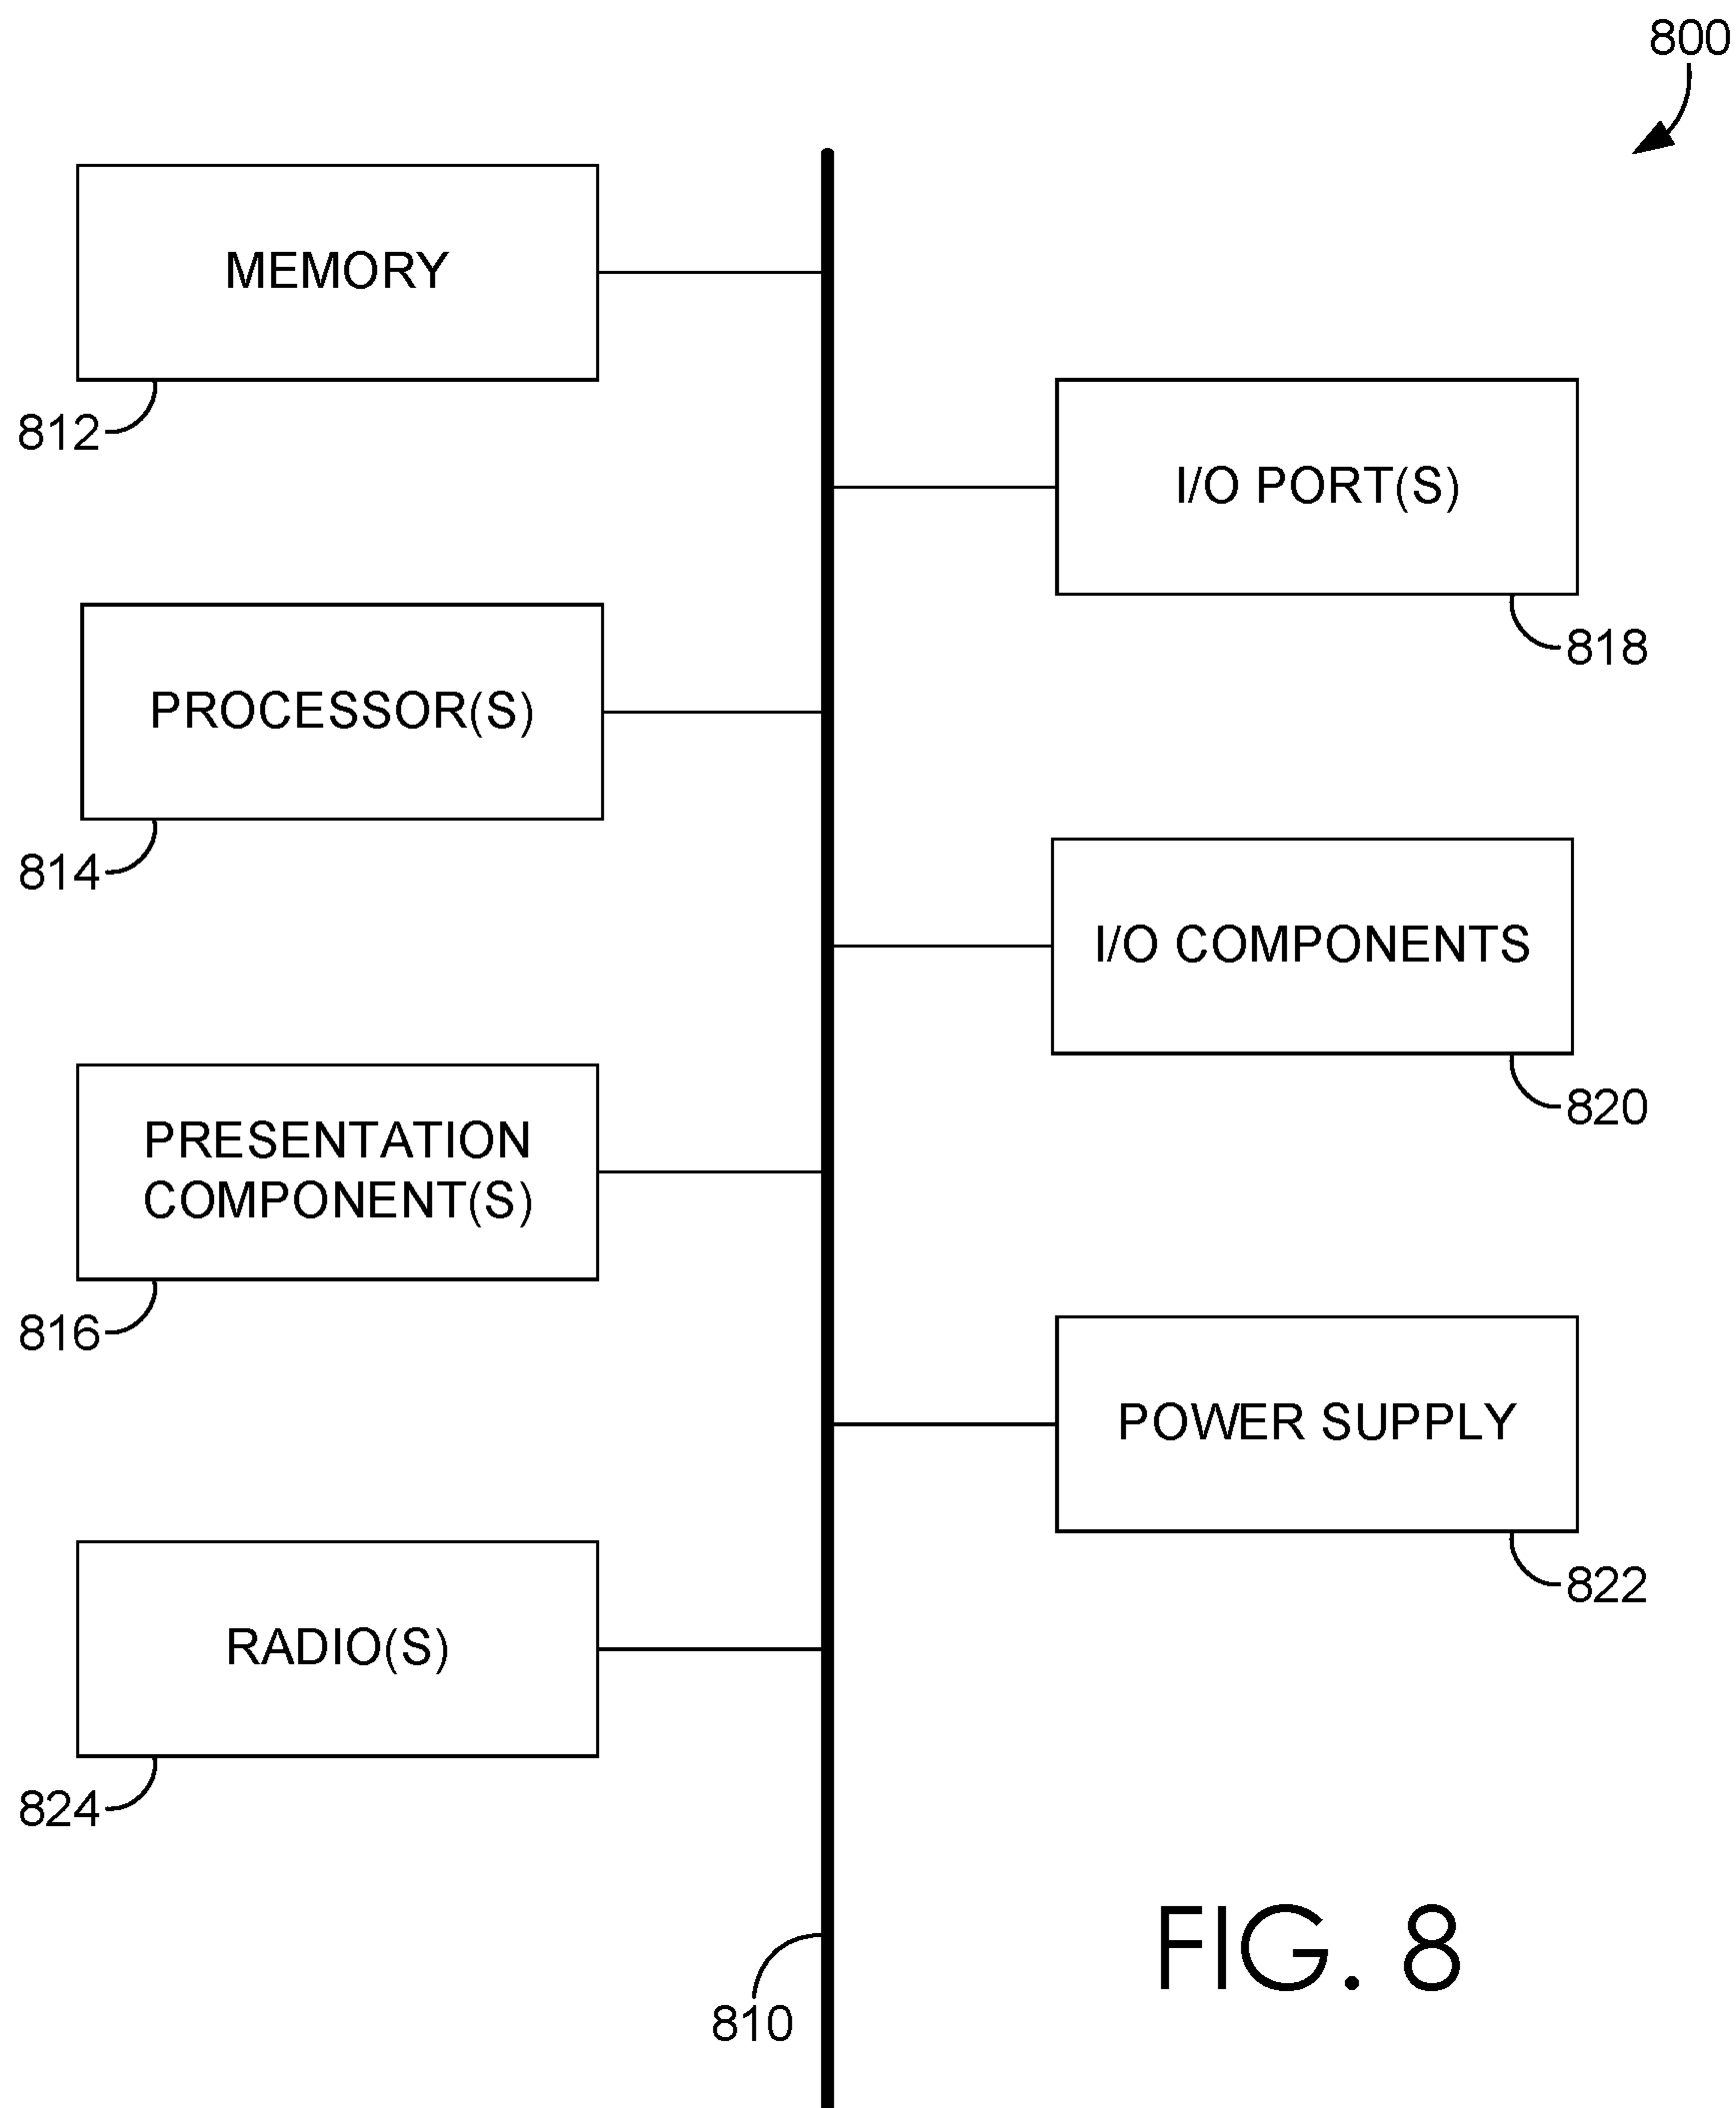 800
MEMORY
812
I/O PORT(S)
818
PROCESSOR(S)
814
I/O COMPONENTS
820
PRESENTATION
COMPONENT(S)
816
POWER SUPPLY
822
RADIO(S)
824
810
FIG. 8